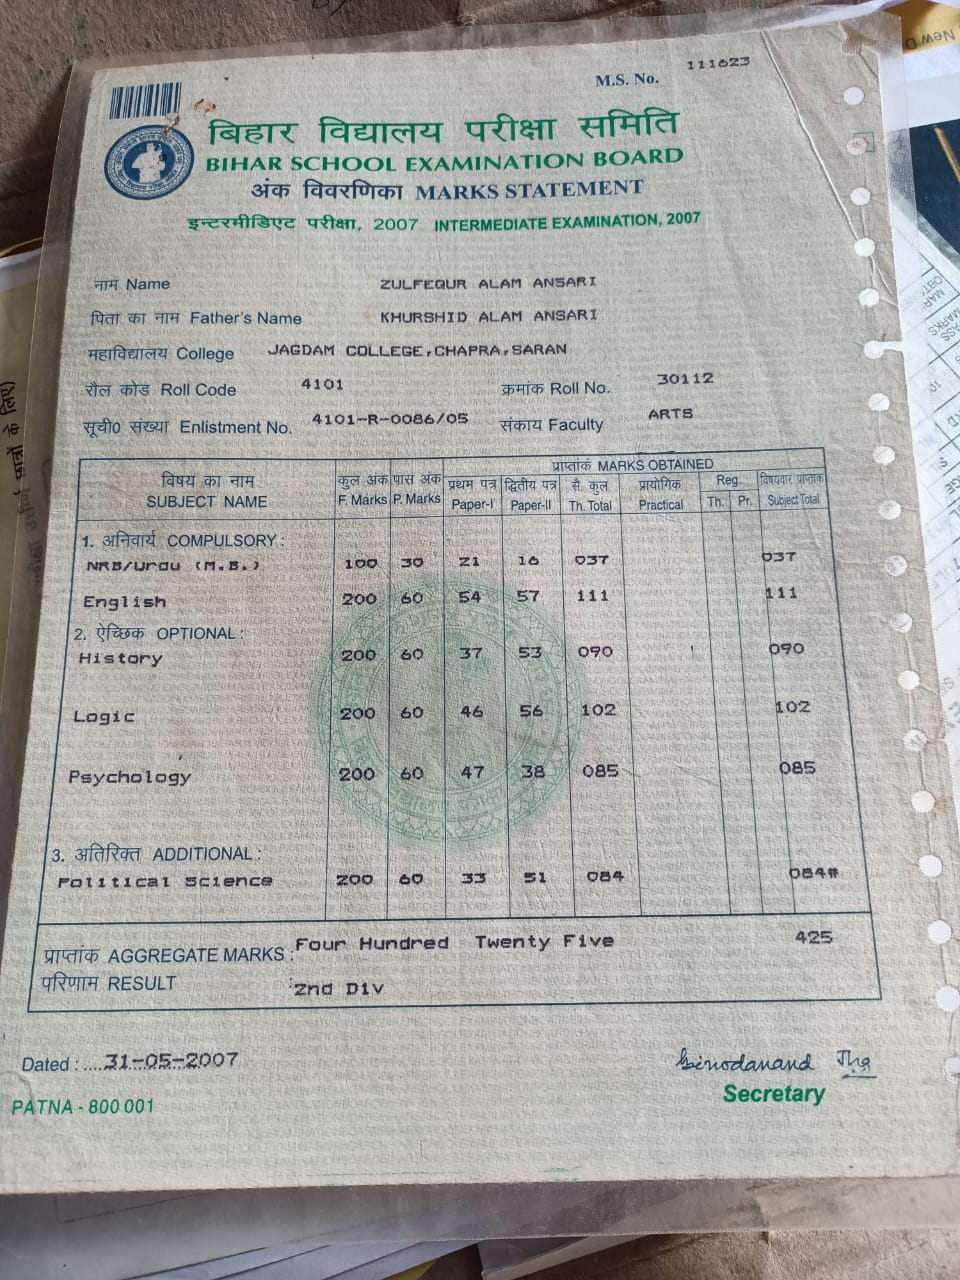 M.S. No. 111623
बिहार विद्यालय परीक्षा समिति
BIHAR SCHOOL EXAMINATION BOARD
अंक विवरणिका MARKS STATEMENT
इन्टरमीडिएट परीक्षा, 2007 INTERMEDIATE EXAMINATION, 2007
नाम Name ZULFEQUR ALAM ANSARI
पिता का नाम Father's Name KHURSHID ALAM ANSARI
महाविद्यालय College JAGDAM COLLEGE,CHAPRA,SARAN
रौल कोड Roll Code 4101 क्रमांक Roll No. 30112
सूची० संख्या Enlistment No. 4101-R-0086/05 संकाय Faculty ARTS
प्राप्तांक MARKS OBTAINED
विषय का नाम कुल अंक पास अंक प्रथम पत्र द्वितीय पत्र सै. कुल प्रायोगिक Reg. विषयवार प्राप्तांक
SUBJECT NAME F. Marks P. Marks Paper-I Paper-II Th. Total Practical Th. Pr. Subject Total
1. अनिवार्य COMPULSORY :
NRB/Urdu (M.B.) 100 30 21 16 037 037
English 200 60 54 57 111 111
2. ऐच्छिक OPTIONAL :
History 200 60 37 53 090 090
Logic 200 60 46 56 102 102
Psychology 200 60 47 38 085 085
3. अतिरिक्त ADDITIONAL :
Political Science 200 60 33 51 084 084#
प्राप्तांक AGGREGATE MARKS : Four Hundred Twenty Five 425
परिणाम RESULT : 2nd Div
Dated : .... 31-05-2007
Binodanand Jha
Secretary
PATNA - 800 001
New D
छात्रों के लिए)